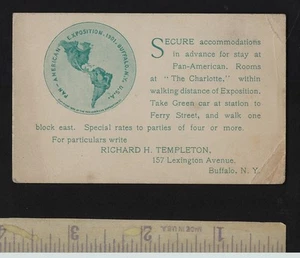 PAN-AMERICAN EXPOSITION. 1901. BUFFALO, N.Y., U.S.A.
SECURE accommodations
in advance for stay at
Pan-American. Rooms
at "The Charlotte," within
walking distance of Exposition.
Take Green car at station to
Ferry Street, and walk one
block east. Special rates to parties of four or more.
For particulars write
RICHARD H. TEMPLETON,
157 Lexington Avenue,
Buffalo, N. Y.
3 2 1
MADE IN U.S.A.